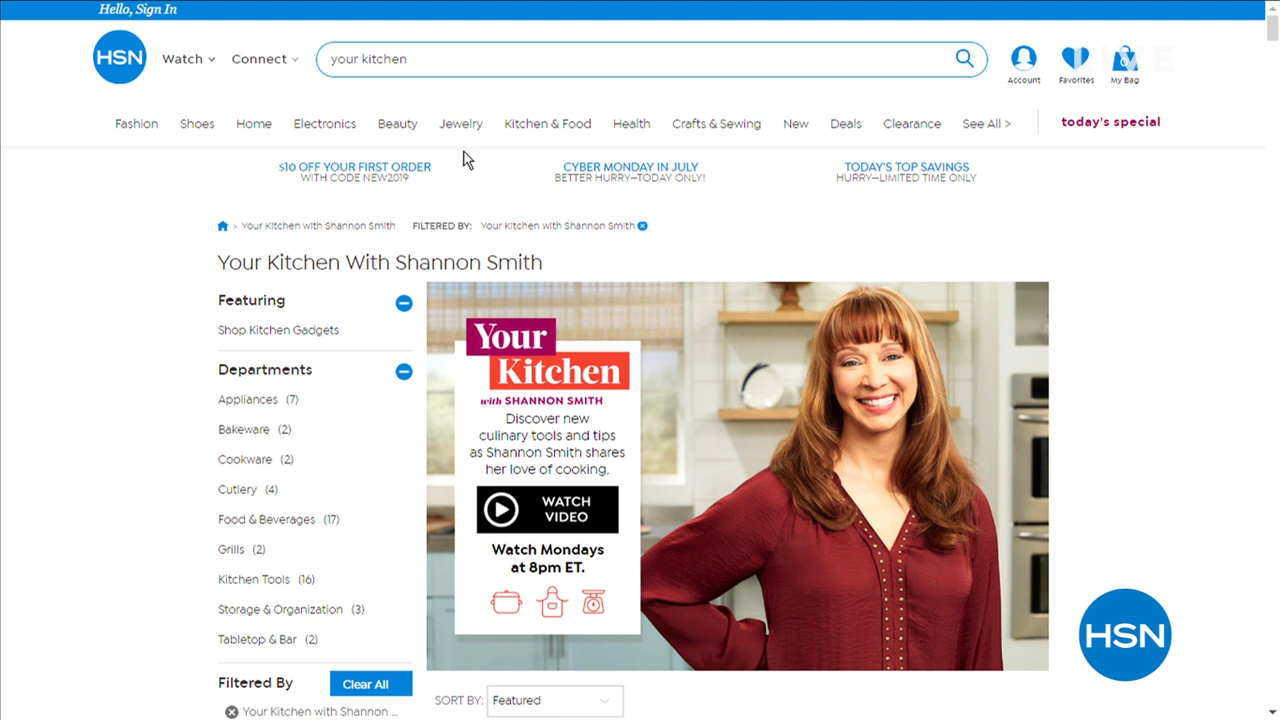 Hello, Sign In
HSN
Watch
Connect
your kitchen
Account
Favorites
My Bag
0
LIVE
Fashion
Shoes
Home
Electronics
Beauty
Jewelry
Kitchen & Food
Health
Crafts & Sewing
New
Deals
Clearance
See All >
today's special
$10 OFF YOUR FIRST ORDER
WITH CODE NEW2019
CYBER MONDAY IN JULY
BETTER HURRY—TODAY ONLY!
TODAY'S TOP SAVINGS
HURRY—LIMITED TIME ONLY
> Your Kitchen with Shannon Smith FILTERED BY: Your Kitchen with Shannon Smith
Your Kitchen With Shannon Smith
Featuring
Shop Kitchen Gadgets
Departments
Appliances (7)
Bakeware (2)
Cookware (2)
Cutlery (4)
Food & Beverages (17)
Grills (2)
Kitchen Tools (16)
Storage & Organization (3)
Tabletop & Bar (2)
Filtered By
Clear All
Your Kitchen with Shannon ...
Your
Kitchen
with SHANNON SMITH
Discover new
culinary tools and tips
as Shannon Smith shares
her love of cooking.
WATCH
VIDEO
Watch Mondays
at 8pm ET.
SORT BY: Featured
HSN